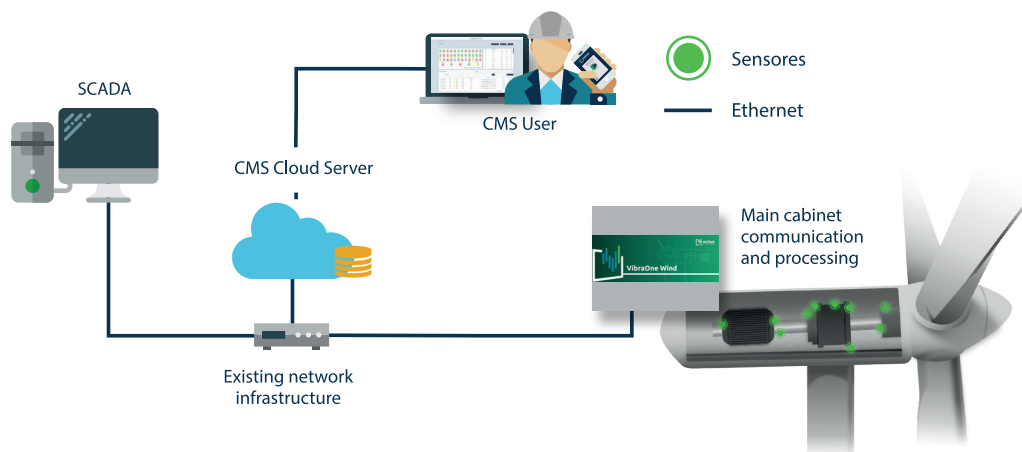 SCADA
CMS User
Sensores
Ethernet
CMS Cloud Server
Main cabinet
communication
and processing
VibraOne Wind
Existing network
infrastructure